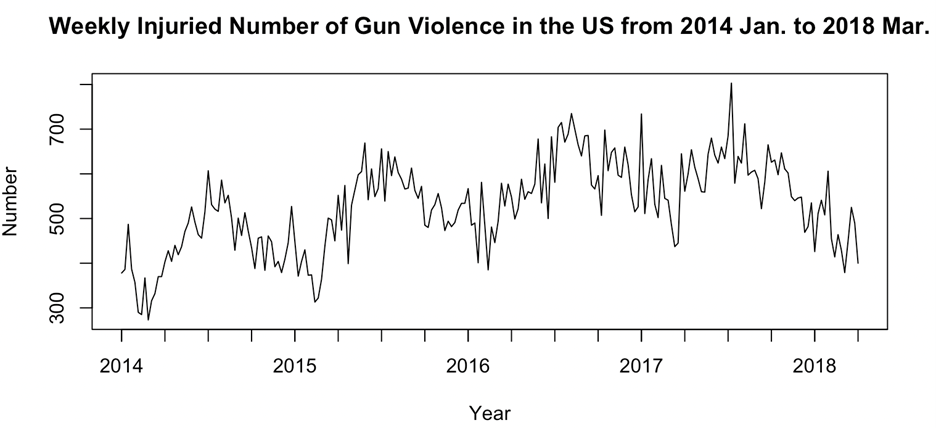 Weekly Injuried Number of Gun Violence in the US from 2014 Jan. to 2018 Mar.
700
500
300
Number
2014 2015 2016 2017 2018
Year